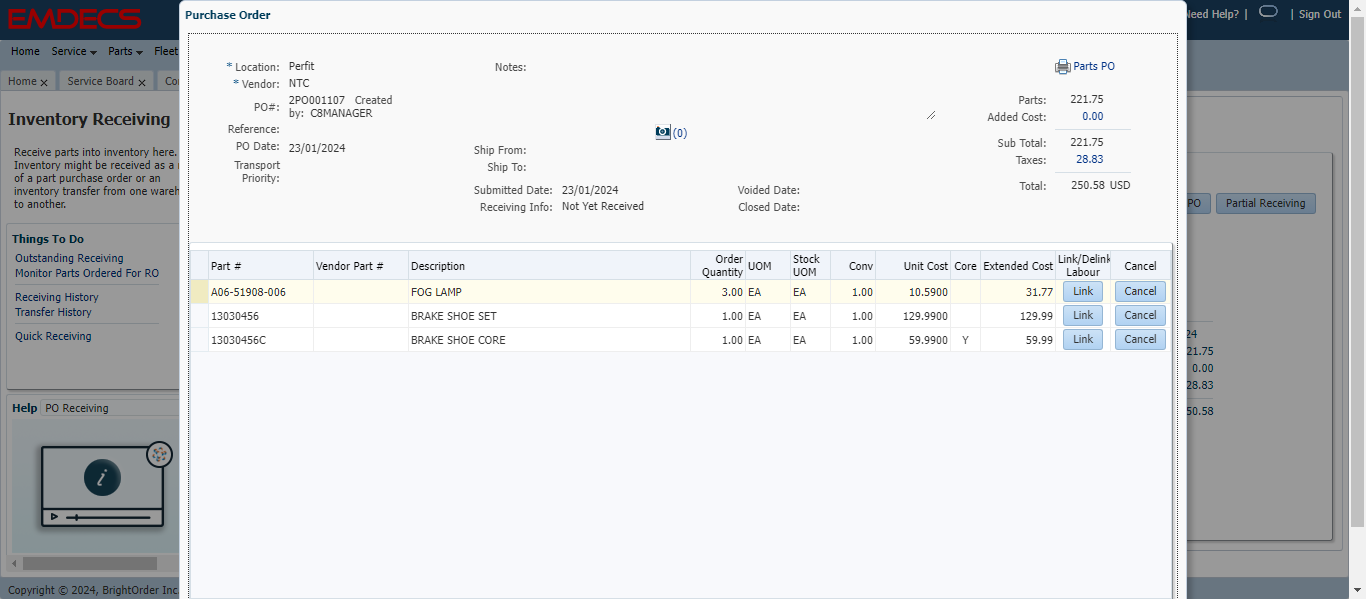 EMDECS
Need Help? |
| Sign Out
Home Service Parts Fleet
Home x Service Board x
Inventory Receiving
Receive parts into inventory here.
Inventory might be received as a
of a part purchase order or an
inventory transfer from one
to another.
Things To Do
Outstanding Receiving
Monitor Parts Ordered For RO
Receiving History
Transfer History
Quick Receiving
Help PO Receiving
i
Copyright © 2024, BrightOrder Inc
Purchase Order
* Location: Perfit
* Vendor: NTC
PO#: 2PO001107 Created
by: C8MANAGER
Reference:
PO Date: 23/01/2024
Transport
Priority:
Notes:
(0)
Ship From:
Ship To:
Submitted Date: 23/01/2024
Receiving Info: Not Yet Received
Voided Date:
Closed Date:
Parts PO
Parts: 221.75
Added Cost: 0.00
Sub Total: 221.75
Taxes: 28.83
Total: 250.58 USD
Part # Vendor Part # Description Order Quantity UOM Stock UOM Conv Unit Cost Core Extended Cost Link/Delink Labour Cancel
A06-51908-006 FOG LAMP 3.00 EA EA 1.00 10.5900 31.77 Link Cancel
13030456 BRAKE SHOE SET 1.00 EA EA 1.00 129.9900 129.99 Link Cancel
13030456C BRAKE SHOE CORE 1.00 EA EA 1.00 59.9900 Y 59.99 Link Cancel
PO Partial Receiving
24
21.75
0.00
28.83
50.58